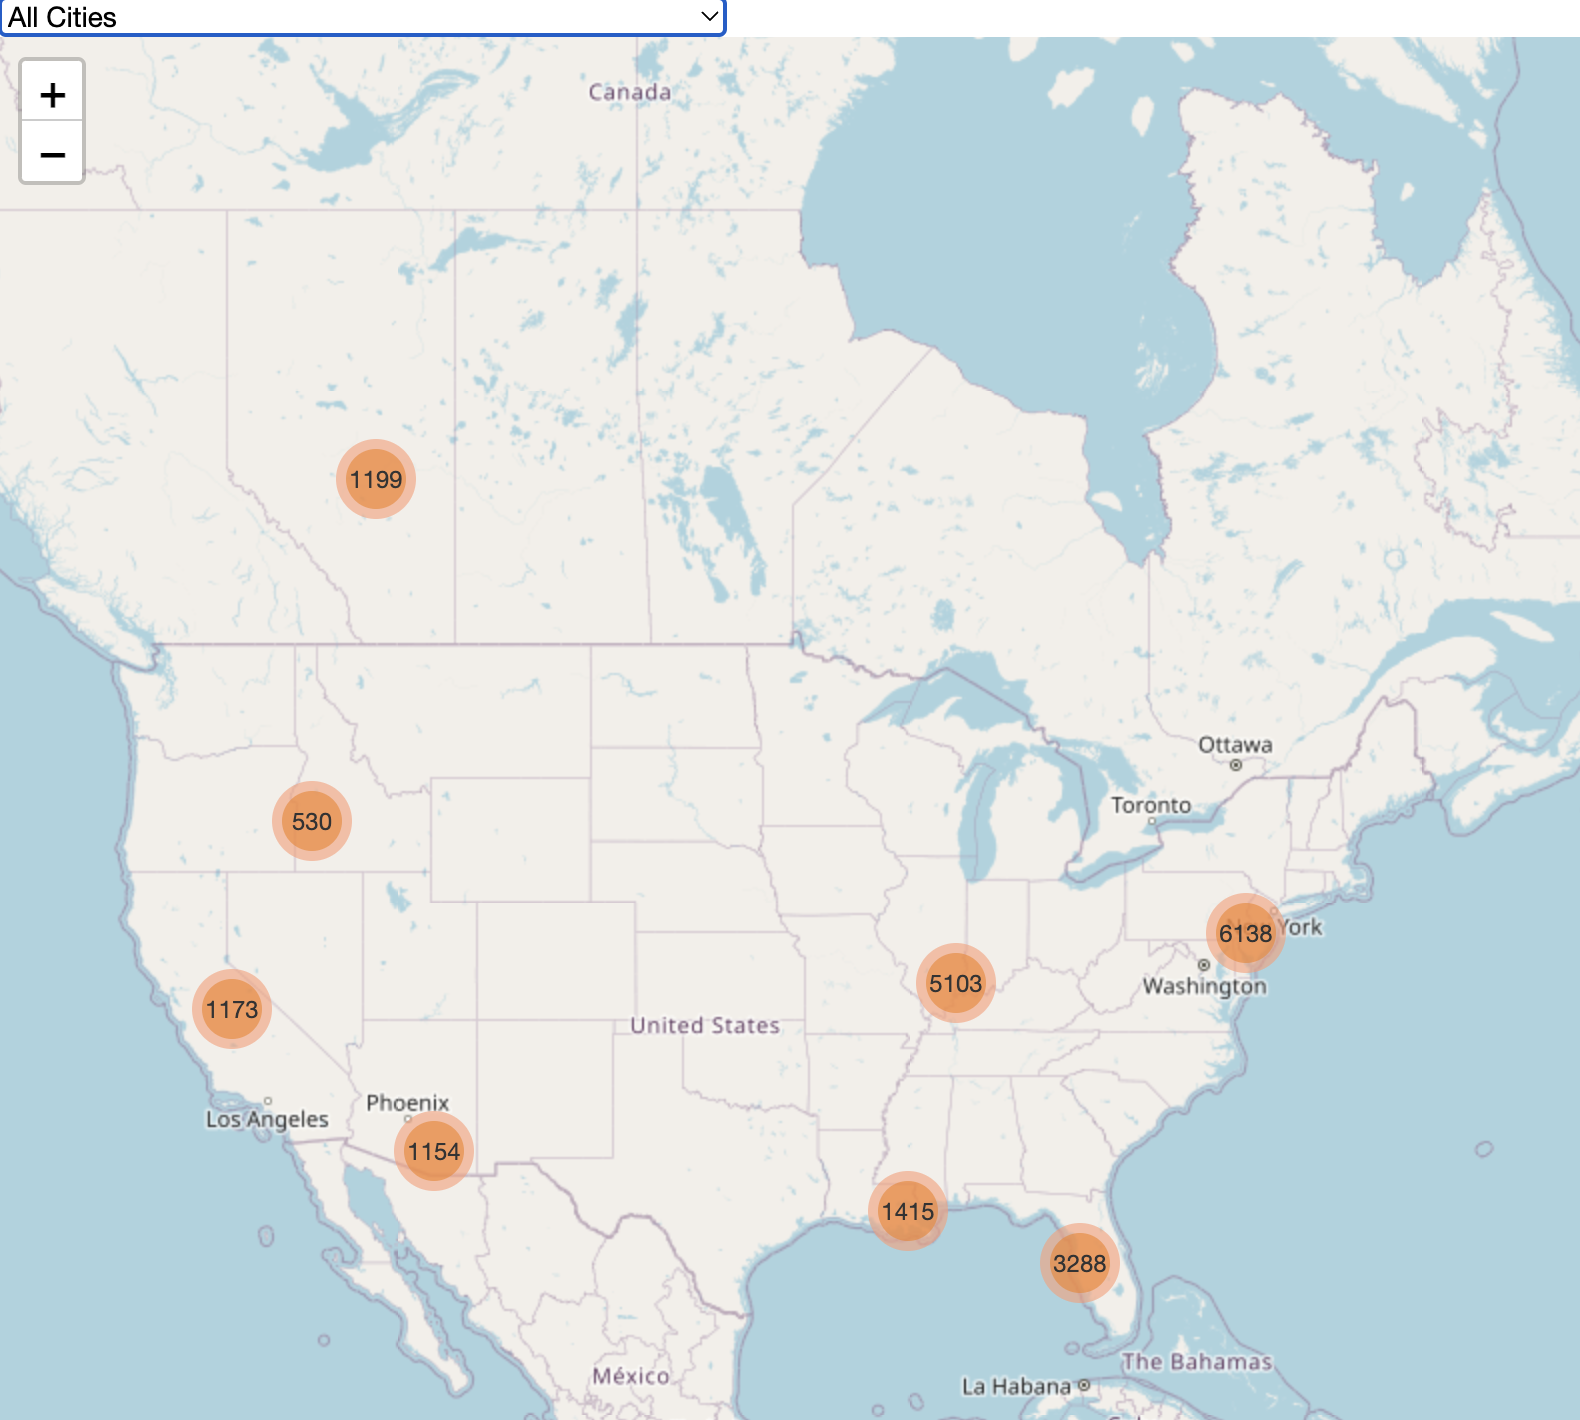 All Cities
+
−
Canada
1199
Ottawa
Toronto
530
New York
6138
5103
Washington
1173
United States
Phoenix
Los Angeles
1154
1415
3288
The Bahamas
México
La Habana